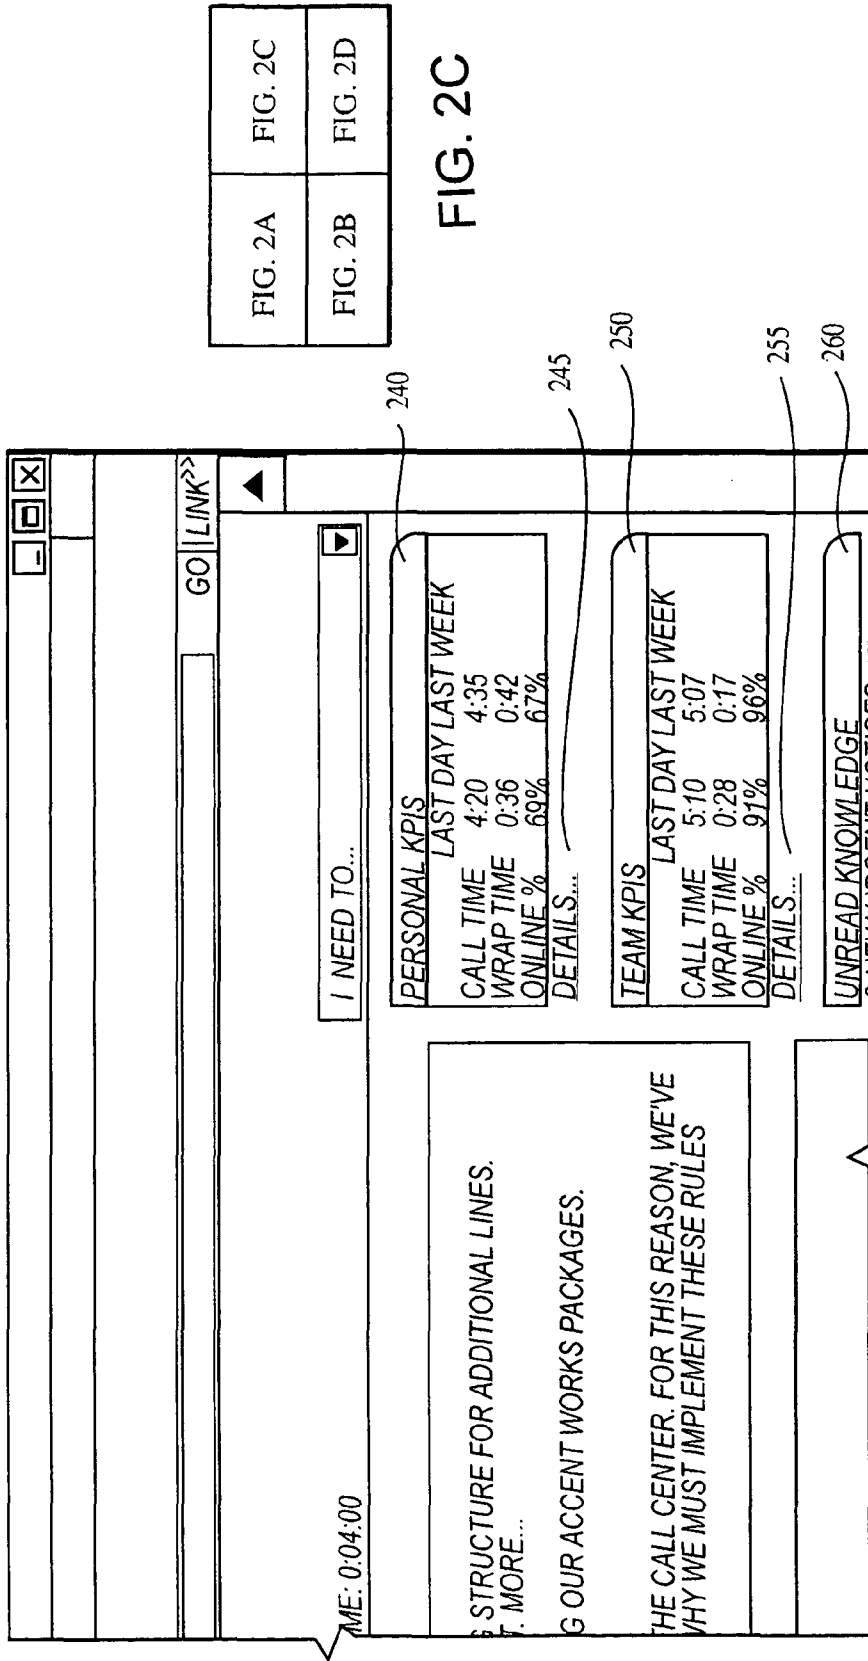 FIG. 2A FIG. 2C
FIG. 2B FIG. 2D
FIG. 2C
GO LINK>>
ME: 0:04:00
I NEED TO...
PERSONAL KPIS
LAST DAY LAST WEEK
CALL TIME 4:20 4:35
WRAP TIME 0:36 0:42
ONLINE % 69% 67%
DETAILS...
240
245
TEAM KPIS
LAST DAY LAST WEEK
CALL TIME 5:10 5:07
WRAP TIME 0:28 0:17
ONLINE % 91% 96%
DETAILS...
250
255
UNREAD KNOWLEDGE
260
G STRUCTURE FOR ADDITIONAL LINES.
T. MORE...
G OUR ACCENT WORKS PACKAGES.
HE CALL CENTER. FOR THIS REASON, WE'VE
WHY WE MUST IMPLEMENT THESE RULES